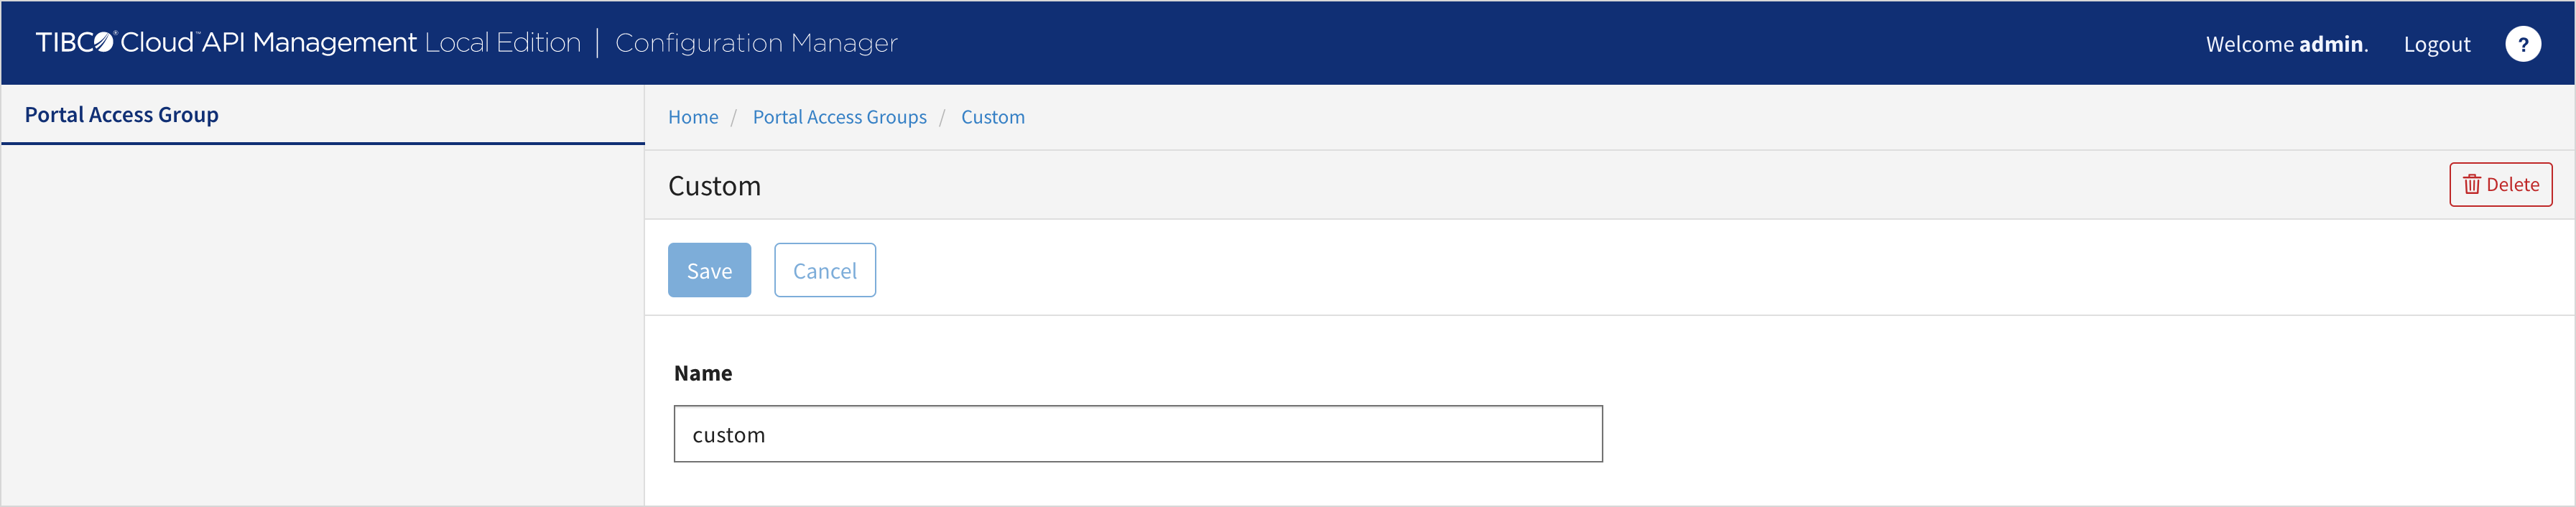 TIBCO® Cloud™ API Management Local Edition | Configuration Manager
Welcome admin. Logout ?
Portal Access Group
Home / Portal Access Groups / Custom
Custom
Delete
Save Cancel
Name
custom